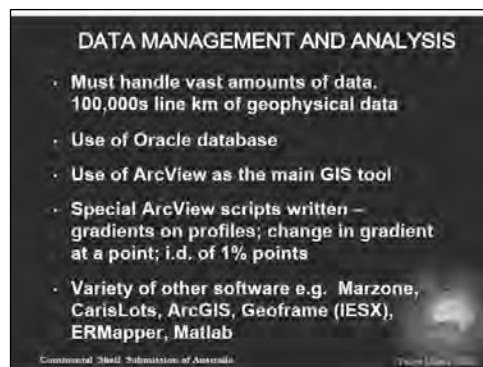 DATA MANAGEMENT AND ANALYSIS
· Must handle vast amounts of data.
100,000s line km of geophysical data
· Use of Oracle database
· Use of ArcView as the main GIS tool
· Special ArcView scripts written –
gradients on profiles; change in gradient
at a point; i.d. of 1% points
· Variety of other software e.g. Marzone,
CarisLots, ArcGIS, Geoframe (IESX),
ERMapper, Matlab
Continental Shelf Submission of Australia